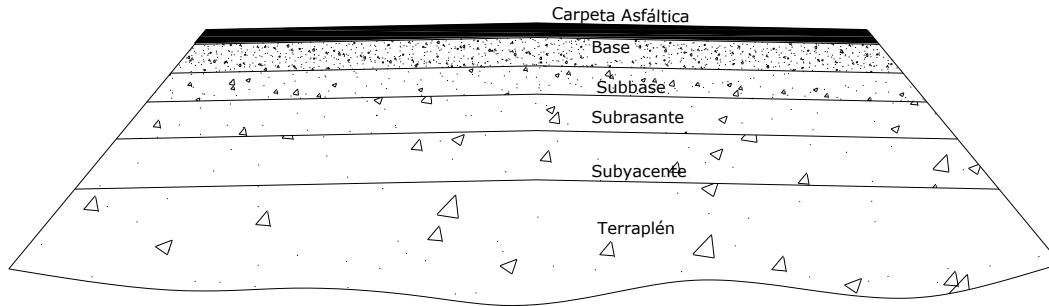 Carpeta Asfáltica
Base
Subbase
Subrasante
Subyacente
Terraplén